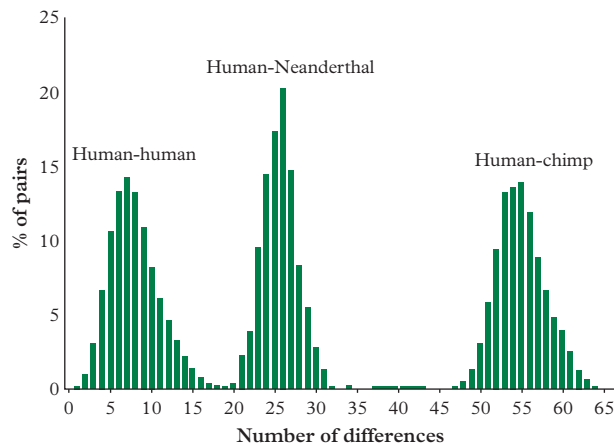 25
Human-Neanderthal
20
Human-human
Human-chimp
15
% of pairs
10
5
0
0 5 10 15 20 25 30 35 40 45 50 55 60 65
Number of differences